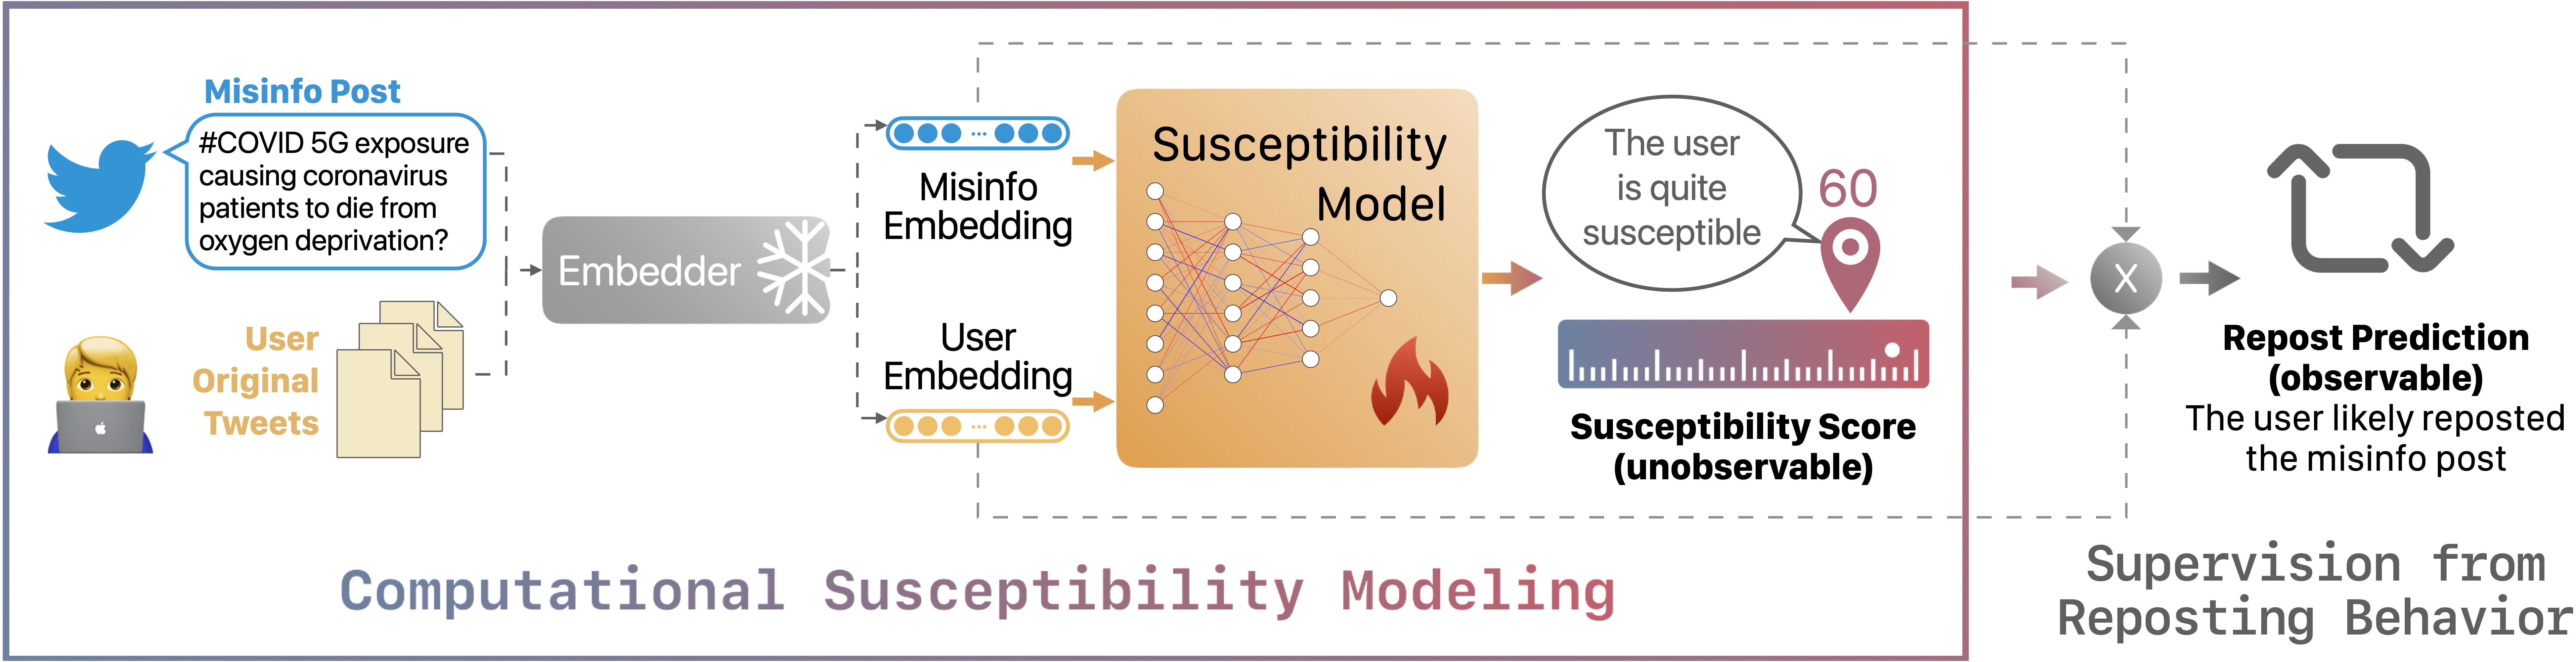 Misinfo Post
#COVID 5G exposure
causing coronavirus
patients to die from
oxygen deprivation?
User
Original
Tweets
Embedder
Misinfo
Embedding
User
Embedding
Susceptibility
Model
The user
is quite
susceptible
60
Susceptibility Score
(unobservable)
X
Repost Prediction
(observable)
The user likely reposted
the misinfo post
Computational Susceptibility Modeling
Supervision from
Reposting Behavior